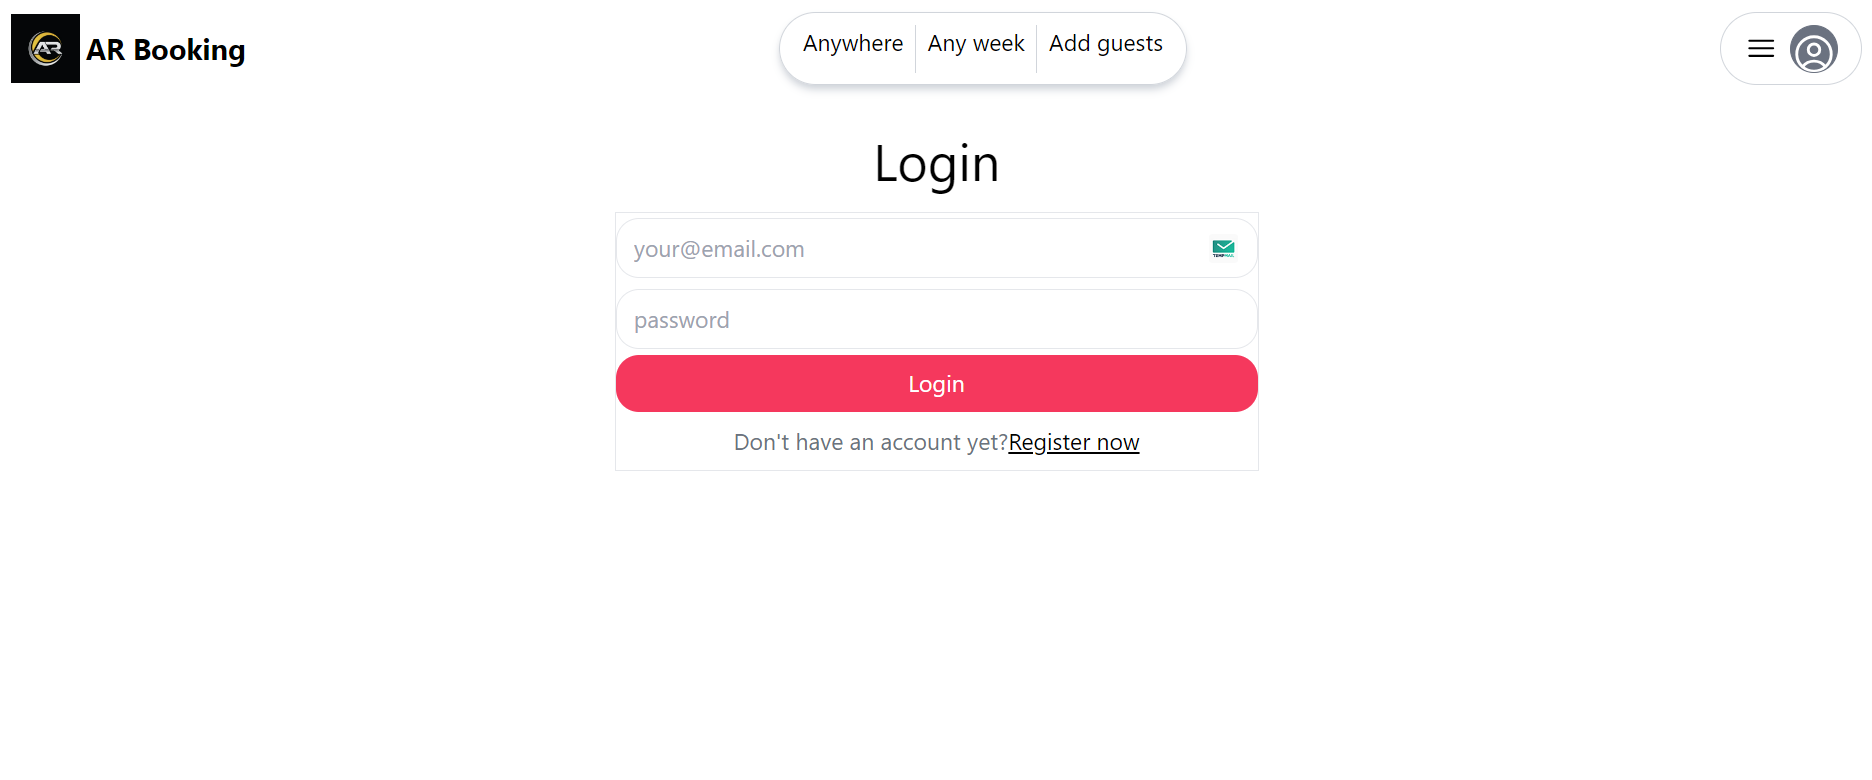 AR
AR Booking
Anywhere
Any week
Add guests
Login
your@email.com
TEMPMAIL
password
Login
Don't have an account yet?Register now